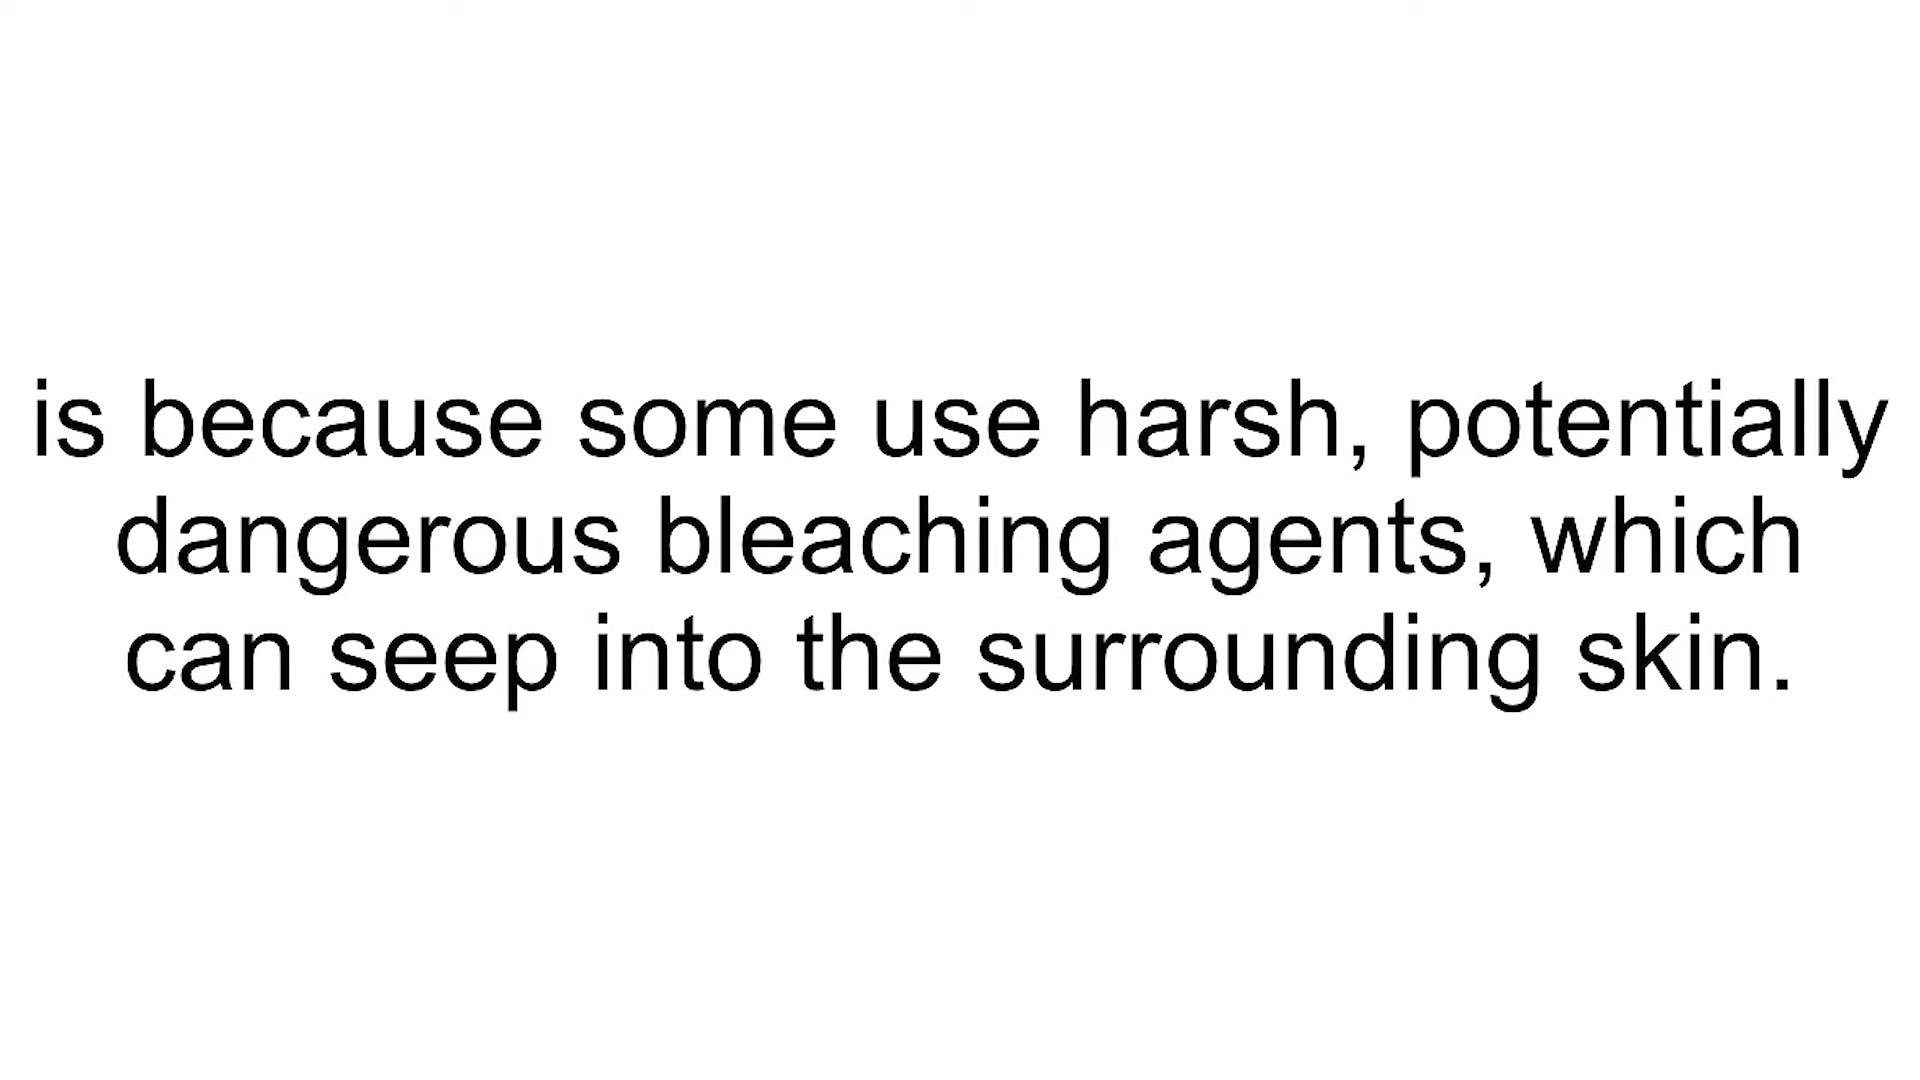 is because some use harsh, potentially
dangerous bleaching agents, which
can seep into the surrounding skin.